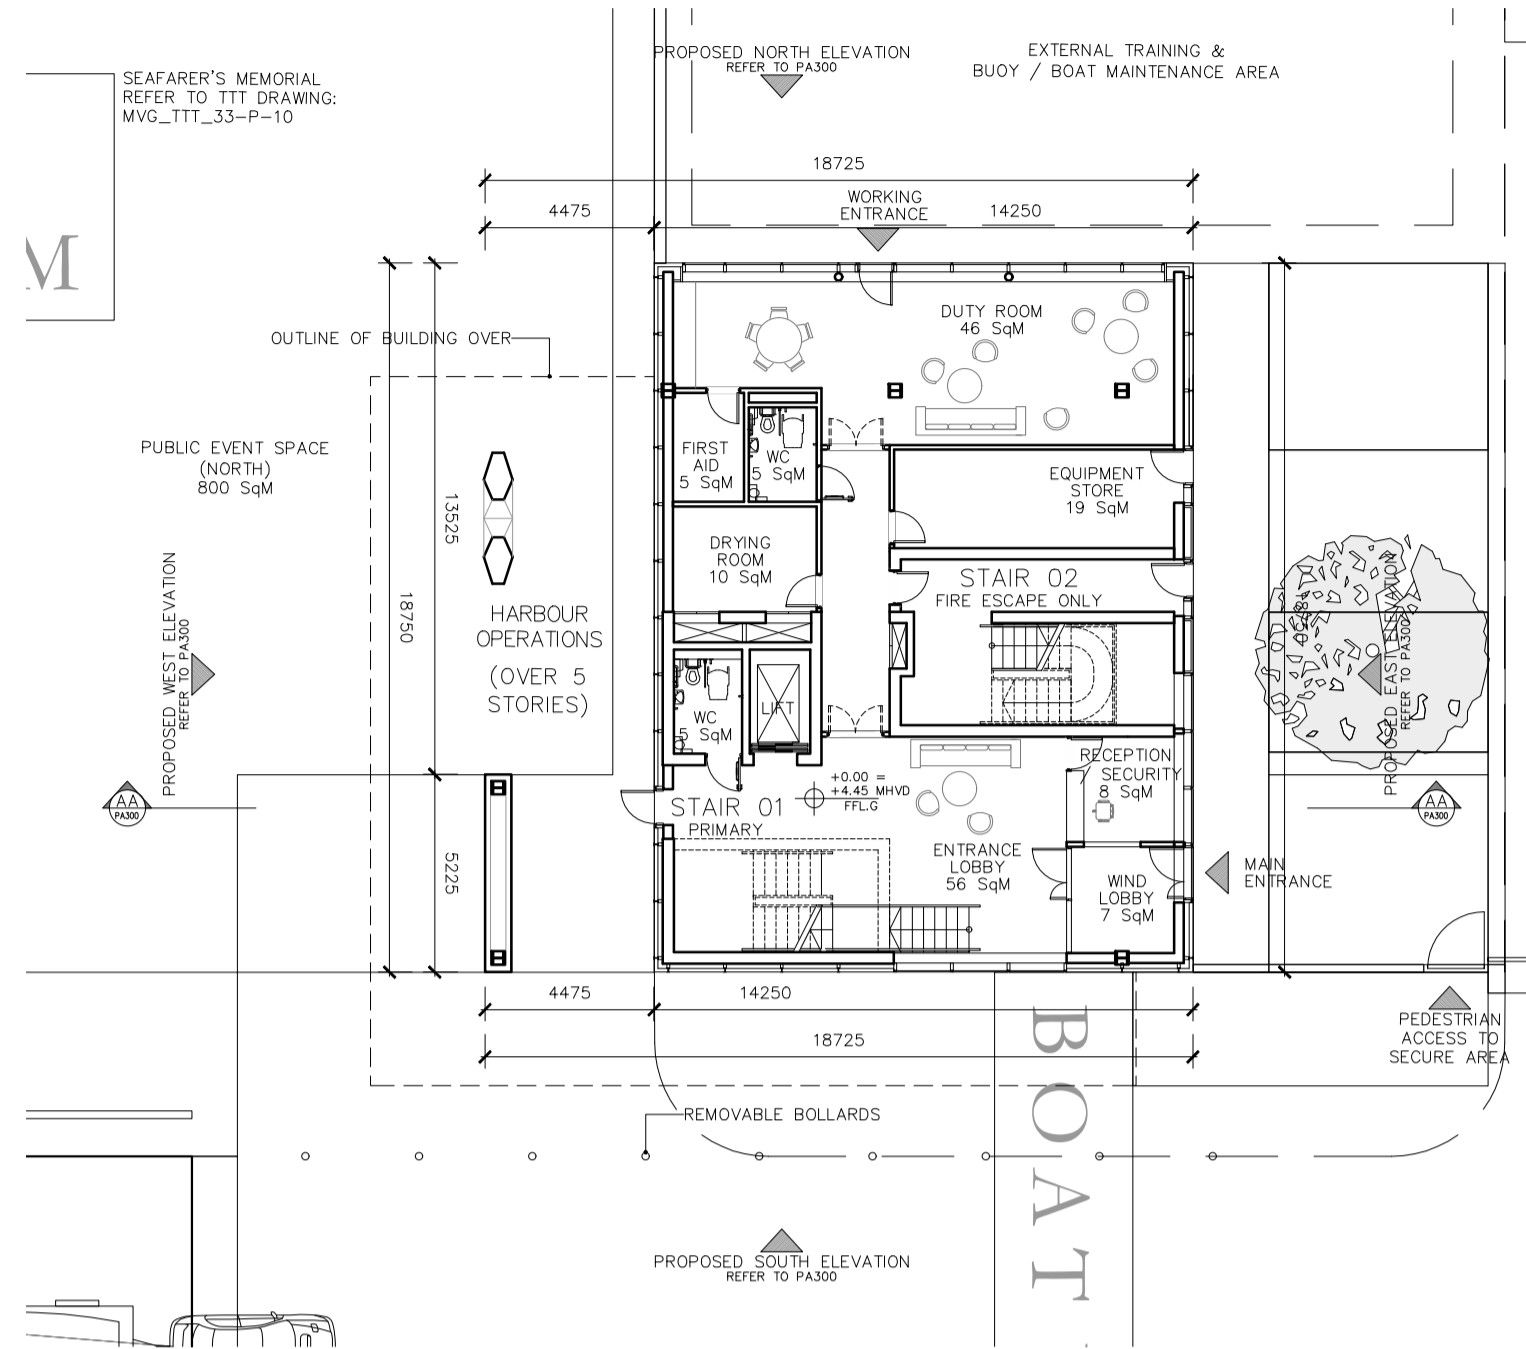 PROPOSED NORTH ELEVATION
REFER TO PA300
EXTERNAL TRAINING &
BUOY / BOAT MAINTENANCE AREA
SEAFARER'S MEMORIAL
REFER TO TTT DRAWING:
MVG_TTT_33-P-10
M
18725
4475
WORKING
ENTRANCE
14250
OUTLINE OF BUILDING OVER
DUTY ROOM
46 SqM
PUBLIC EVENT SPACE
(NORTH)
800 SqM
FIRST
AID
5 SqM
WC
5 SqM
EQUIPMENT
STORE
19 SqM
13525
18750
DRYING
ROOM
10 SqM
STAIR 02
FIRE ESCAPE ONLY
HARBOUR
OPERATIONS
(OVER 5
STORIES)
PROPOSED WEST ELEVATION
REFER TO PA300
PROPOSED EAST ELEVATION
REFER TO PA300
18750
WC
5 SqM
LIFT
RECEPTION
/ SECURITY
8 SqM
+0.00 =
+4.45 MHVD
FFL.G
AA
PA300
AA
PA300
STAIR 01
PRIMARY
ENTRANCE
LOBBY
56 SqM
WIND
LOBBY
7 SqM
MAIN
ENTRANCE
5225
4475
14250
18725
PEDESTRIAN
ACCESS TO
SECURE AREA
REMOVABLE BOLLARDS
BOAT
PROPOSED SOUTH ELEVATION
REFER TO PA300